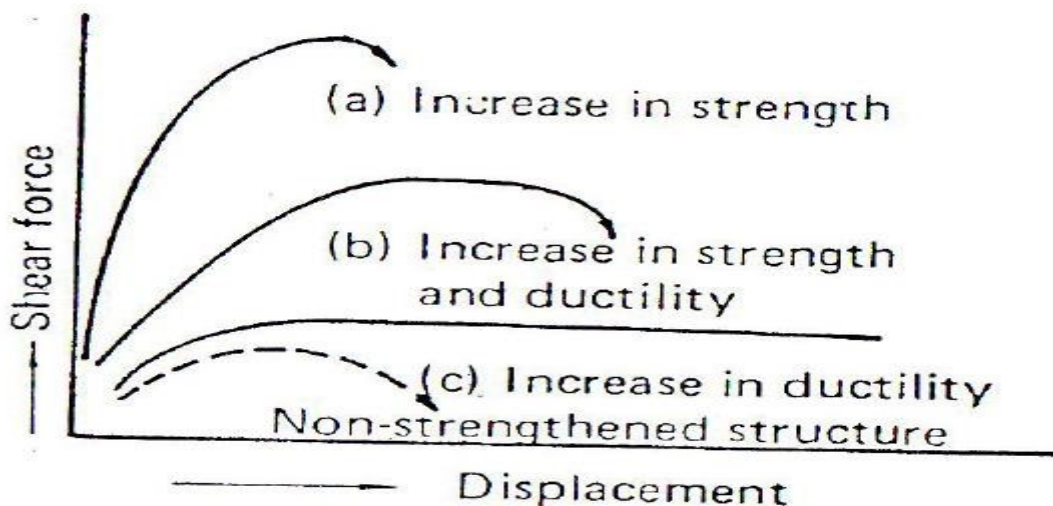 Shear force
(a) Increase in strength
(b) Increase in strength
and ductility
(c) Increase in ductility
Non-strengthened structure
Displacement